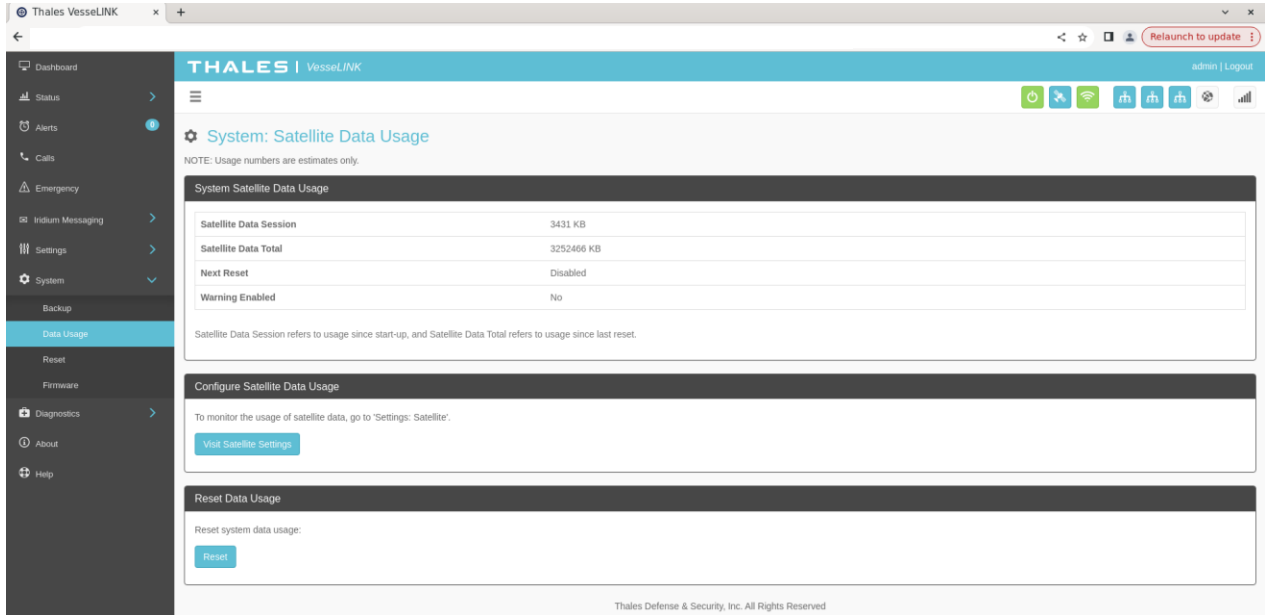 Thales VesseLINK
Relaunch to update
Dashboard
Status
Alerts
0
Calls
Emergency
Iridium Messaging
Settings
System
Backup
Data Usage
Reset
Firmware
Diagnostics
About
Help
THALES | VesseLINK
admin | Logout
System: Satellite Data Usage
NOTE: Usage numbers are estimates only.
System Satellite Data Usage
Satellite Data Session 3431 KB
Satellite Data Total 3252466 KB
Next Reset Disabled
Warning Enabled No
Satellite Data Session refers to usage since start-up, and Satellite Data Total refers to usage since last reset.
Configure Satellite Data Usage
To monitor the usage of satellite data, go to 'Settings: Satellite'.
Visit Satellite Settings
Reset Data Usage
Reset system data usage:
Reset
Thales Defense & Security, Inc. All Rights Reserved